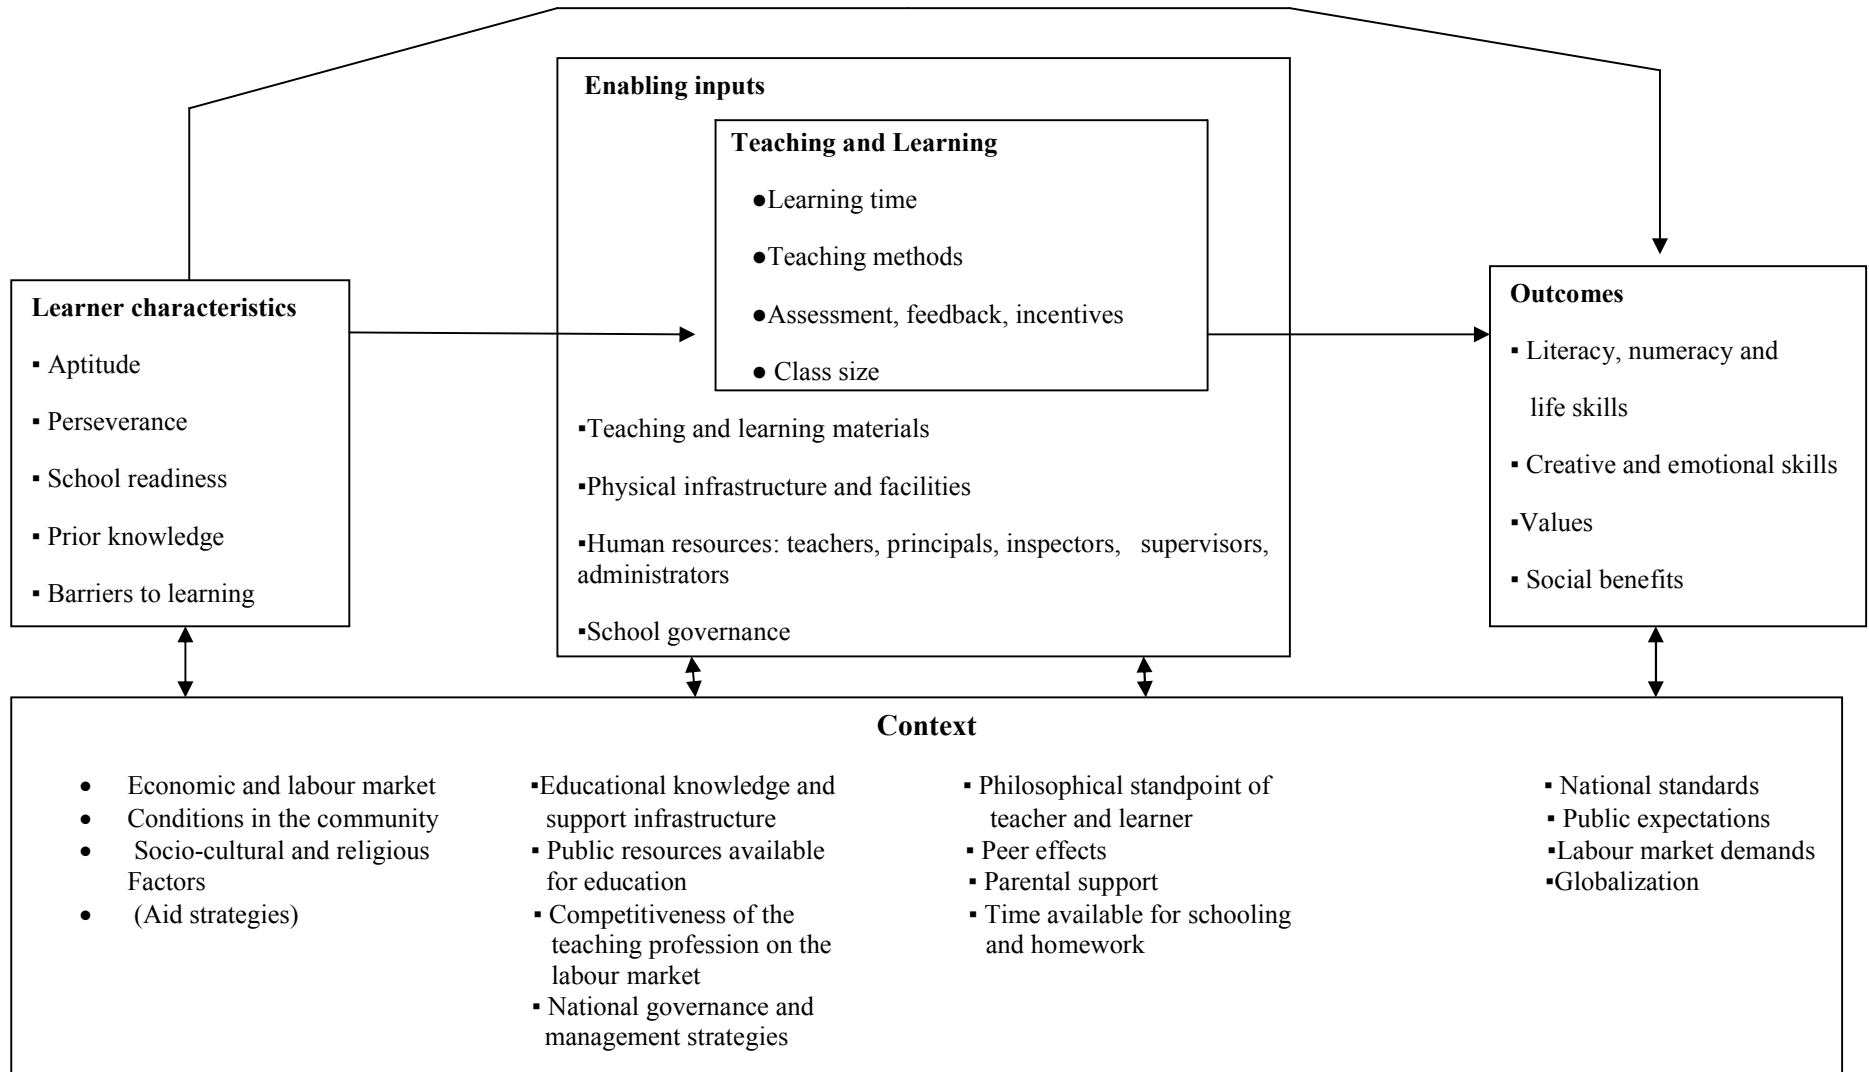 Enabling inputs
Teaching and Learning
●Learning time
●Teaching methods
●Assessment, feedback, incentives
● Class size
▪Teaching and learning materials
▪Physical infrastructure and facilities
▪Human resources: teachers, principals, inspectors, supervisors,
administrators
▪School governance
Learner characteristics
▪ Aptitude
▪ Perseverance
▪ School readiness
▪ Prior knowledge
▪ Barriers to learning
Outcomes
▪ Literacy, numeracy and
life skills
▪ Creative and emotional skills
▪Values
▪ Social benefits
Context
● Economic and labour market
● Conditions in the community
● Socio-cultural and religious
Factors
● (Aid strategies)
▪Educational knowledge and
support infrastructure
▪ Public resources available
for education
▪ Competitiveness of the
teaching profession on the
labour market
▪ National governance and
management strategies
▪ Philosophical standpoint of
teacher and learner
▪ Peer effects
▪ Parental support
▪ Time available for schooling
and homework
▪ National standards
▪ Public expectations
▪Labour market demands
▪Globalization